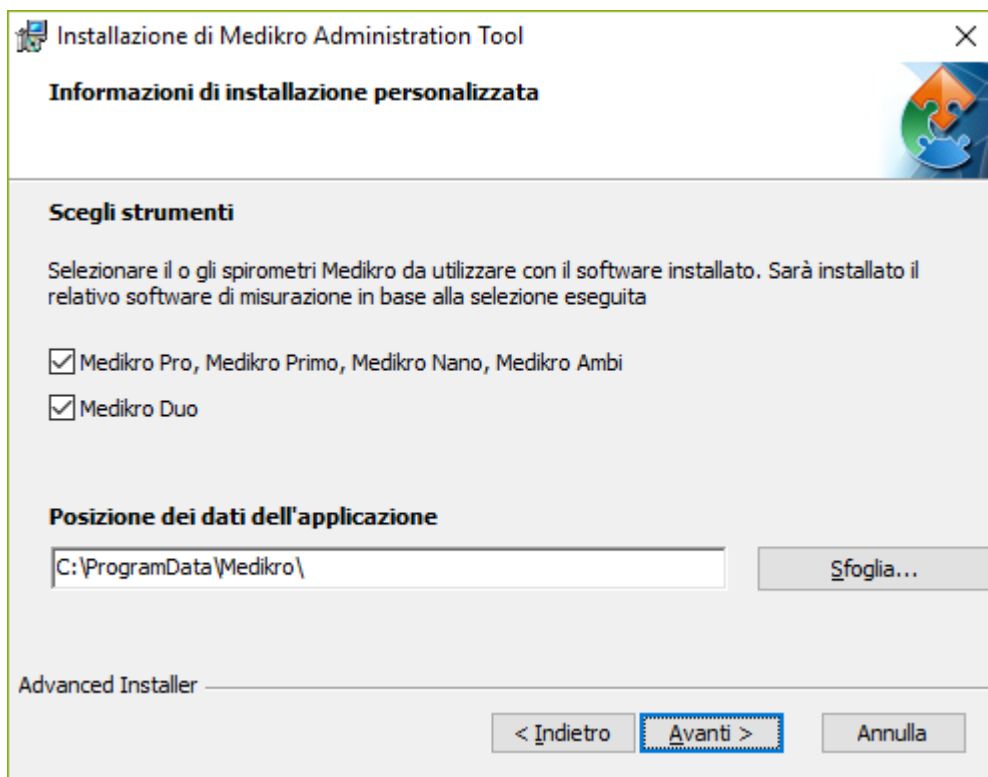 Installazione di Medikro Administration Tool
Informazioni di installazione personalizzata
Scegli strumenti
Selezionare il o gli spirometri Medikro da utilizzare con il software installato. Sarà installato il
relativo software di misurazione in base alla selezione eseguita
Medikro Pro, Medikro Primo, Medikro Nano, Medikro Ambi
Medikro Duo
Posizione dei dati dell'applicazione
C:\ProgramData\Medikro\
Sfoglia...
Advanced Installer
< Indietro
Avanti >
Annulla